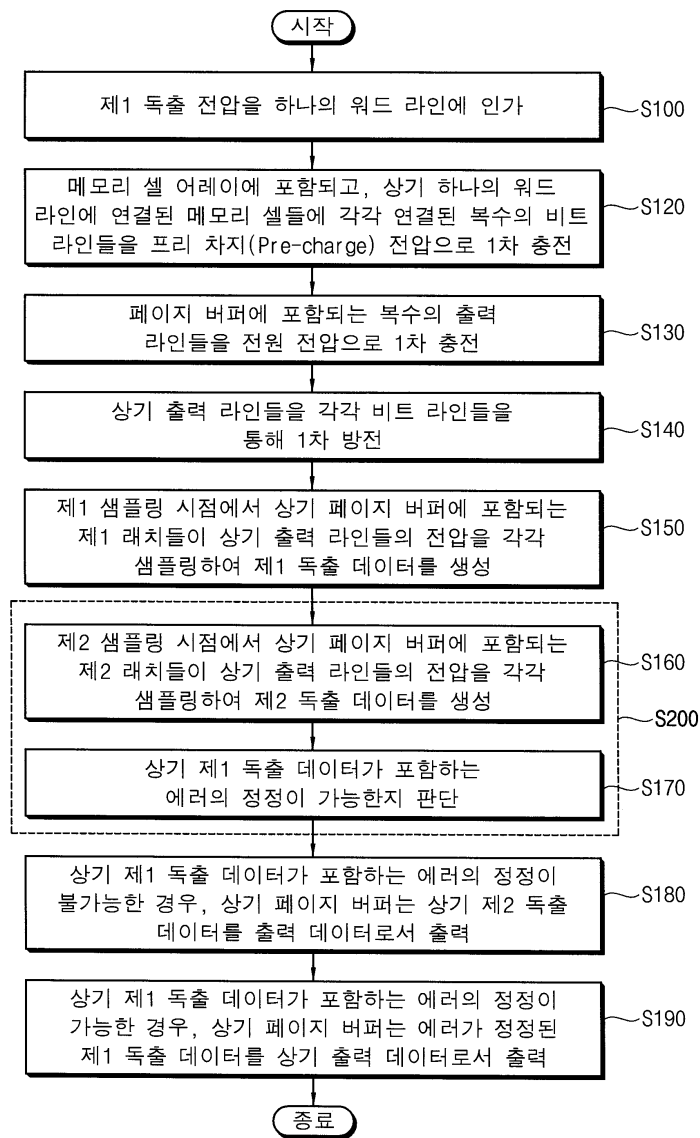 시작
제1 독출 전압을 하나의 워드 라인에 인가
S100
메모리 셀 어레이에 포함되고, 상기 하나의 워드
라인에 연결된 메모리 셀들에 각각 연결된 복수의 비트
라인들을 프리 차지(Pre-charge) 전압으로 1차 충전
S120
페이지 버퍼에 포함되는 복수의 출력
라인들을 전원 전압으로 1차 충전
S130
상기 출력 라인들을 각각 비트 라인들을
통해 1차 방전
S140
제1 샘플링 시점에서 상기 페이지 버퍼에 포함되는
제1 래치들이 상기 출력 라인들의 전압을 각각
샘플링하여 제1 독출 데이터를 생성
S150
제2 샘플링 시점에서 상기 페이지 버퍼에 포함되는
제2 래치들이 상기 출력 라인들의 전압을 각각
샘플링하여 제2 독출 데이터를 생성
S160
S200
상기 제1 독출 데이터가 포함하는
에러의 정정이 가능한지 판단
S170
상기 제1 독출 데이터가 포함하는 에러의 정정이
불가능한 경우, 상기 페이지 버퍼는 상기 제2 독출
데이터를 출력 데이터로서 출력
S180
상기 제1 독출 데이터가 포함하는 에러의 정정이
가능한 경우, 상기 페이지 버퍼는 에러가 정정된
제1 독출 데이터를 상기 출력 데이터로서 출력
S190
종료